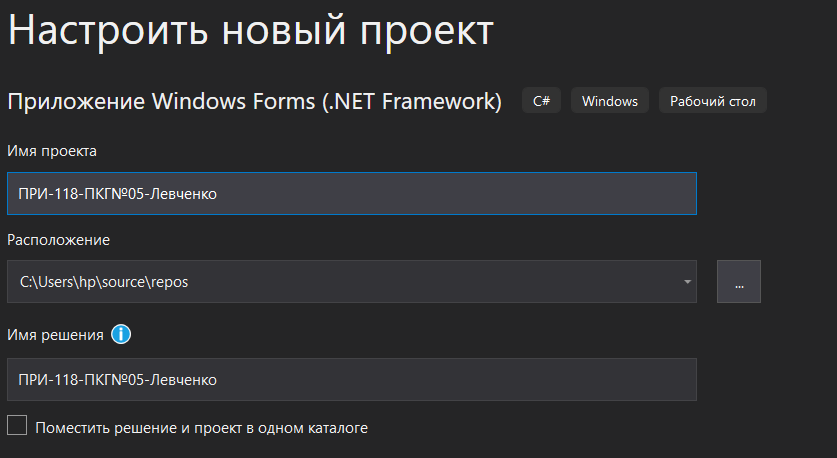 Настроить новый проект
Приложение Windows Forms (.NET Framework) C# Windows Рабочий стол
Имя проекта
ПРИ-118-ПКГ№05-Левченко
Расположение
C:\Users\hp\source\repos
...
Имя решения
ПРИ-118-ПКГ№05-Левченко
Поместить решение и проект в одном каталоге